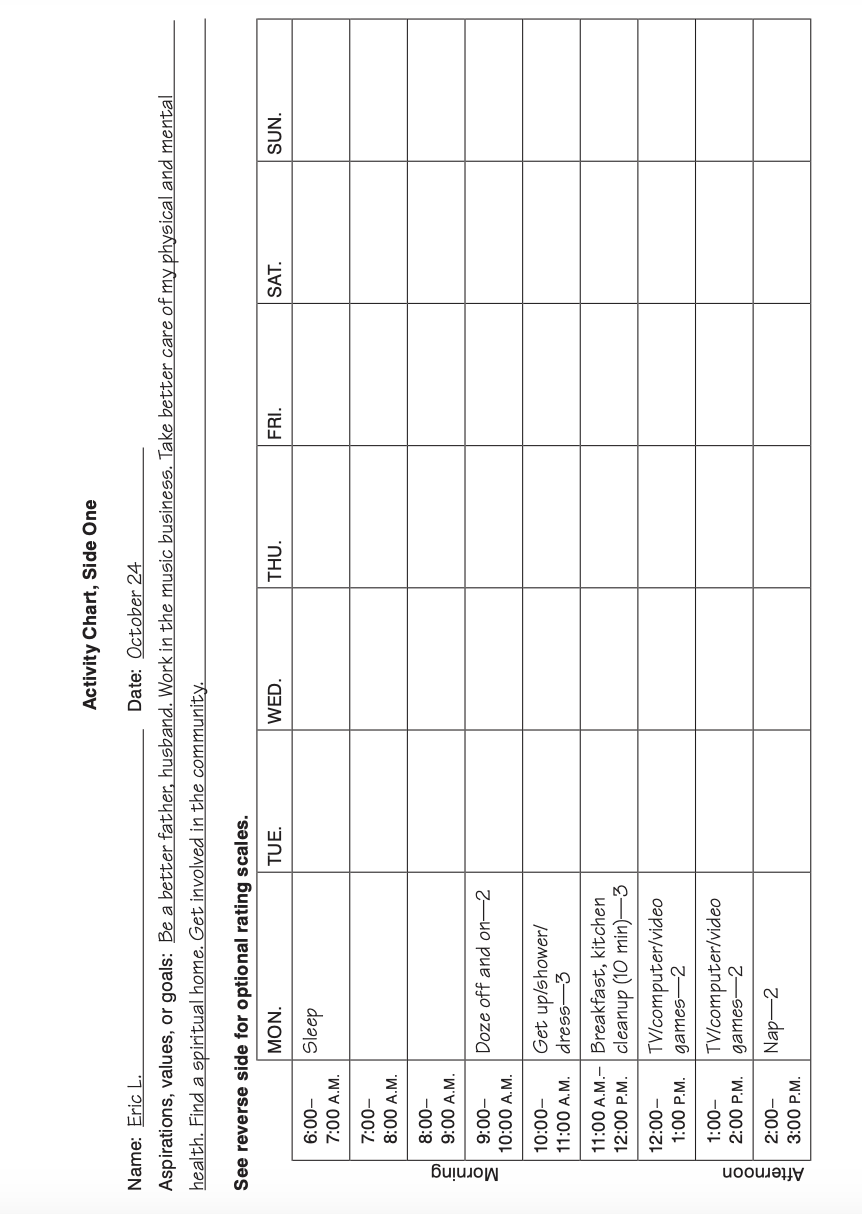 Activity Chart, Side One
Name: Eric L. Date: October 24
Aspirations, values, or goals: Be a better father, husband. Work in the music business. Take better care of my physical and mental
health. Find a spiritual home. Get involved in the community.
See reverse side for optional rating scales.
MON. TUE. WED. THU. FRI. SAT. SUN.
Morning
6:00– Sleep
7:00 A.M.
7:00–
8:00 A.M.
8:00–
9:00 A.M.
9:00– Doze off and on—2
10:00 A.M.
10:00– Get up/shower/
11:00 A.M. dress—3
11:00 A.M.– Breakfast, kitchen
12:00 P.M. cleanup (10 min)—3
Afternoon
12:00– TV/computer/video
1:00 P.M. games—2
1:00– TV/computer/video
2:00 P.M. games—2
2:00– Nap—2
3:00 P.M.